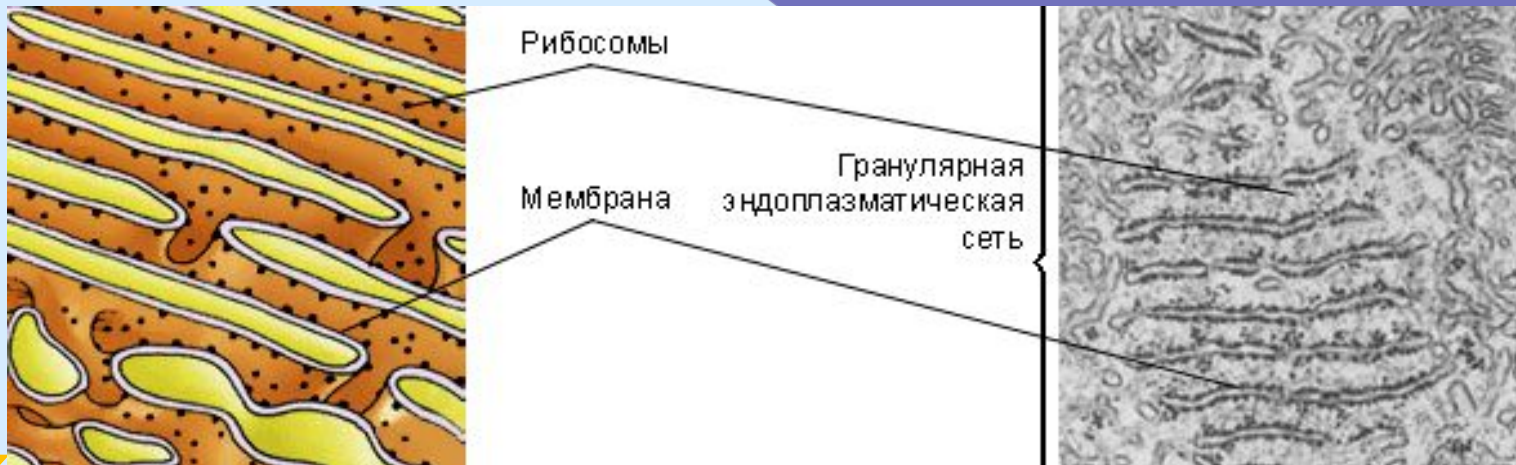 Рибосомы
Мембрана
Гранулярная
эндоплазматическая
сеть